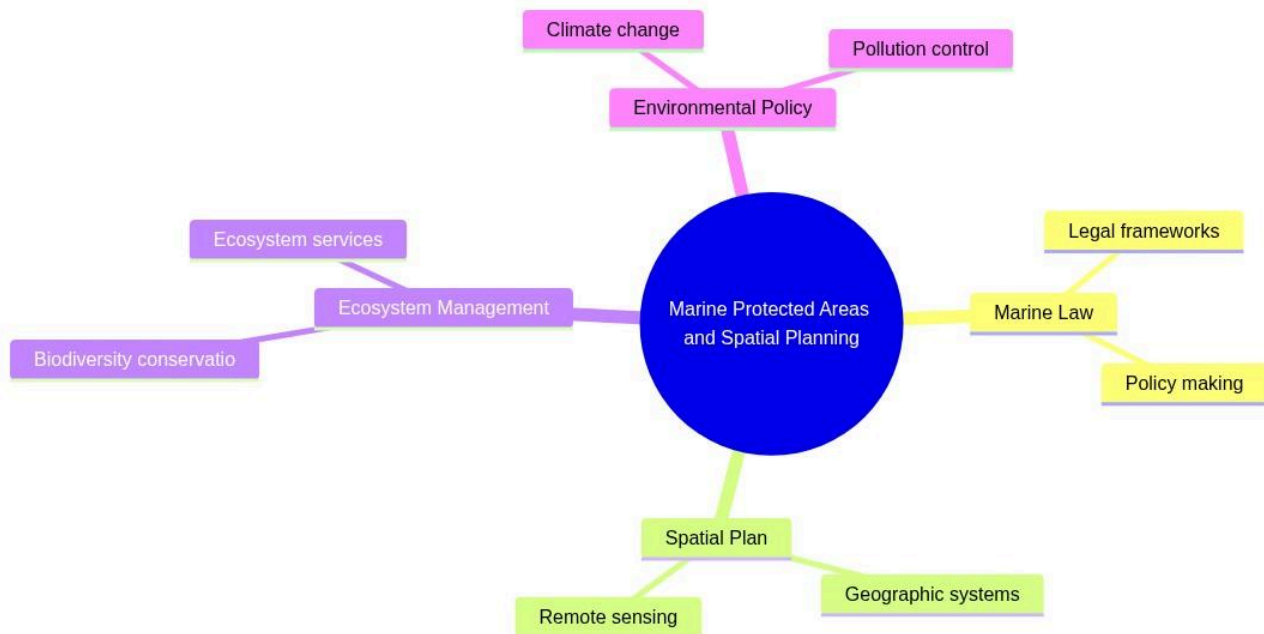 Climate change
Pollution control
Environmental Policy
Ecosystem services
Legal frameworks
Ecosystem Management
Marine Protected Areas
and Spatial Planning
Marine Law
Biodiversity conservatio
Policy making
Spatial Plan
Geographic systems
Remote sensing